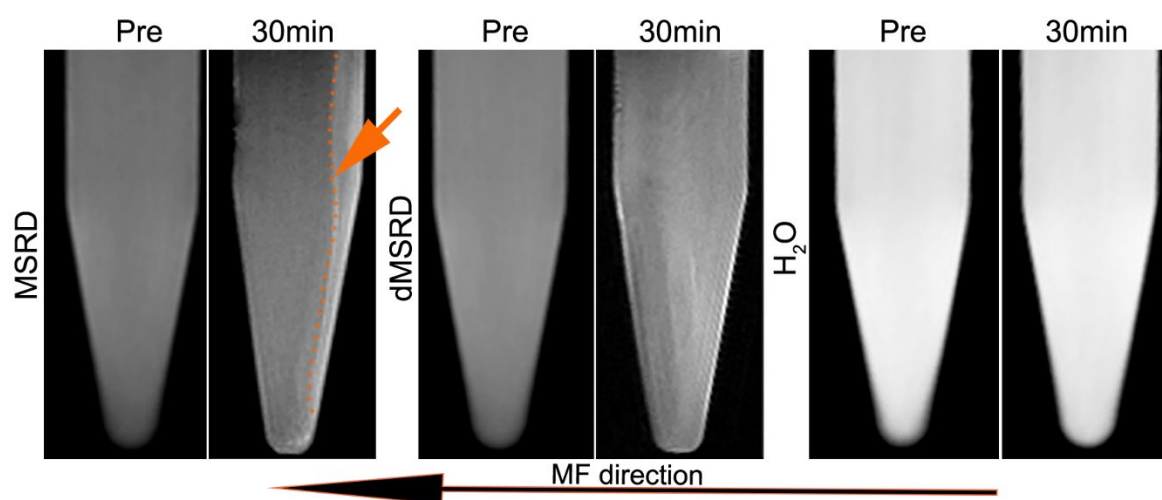 Pre 30min Pre 30min Pre 30min
MSRD
dMSRD
H₂O
MF direction